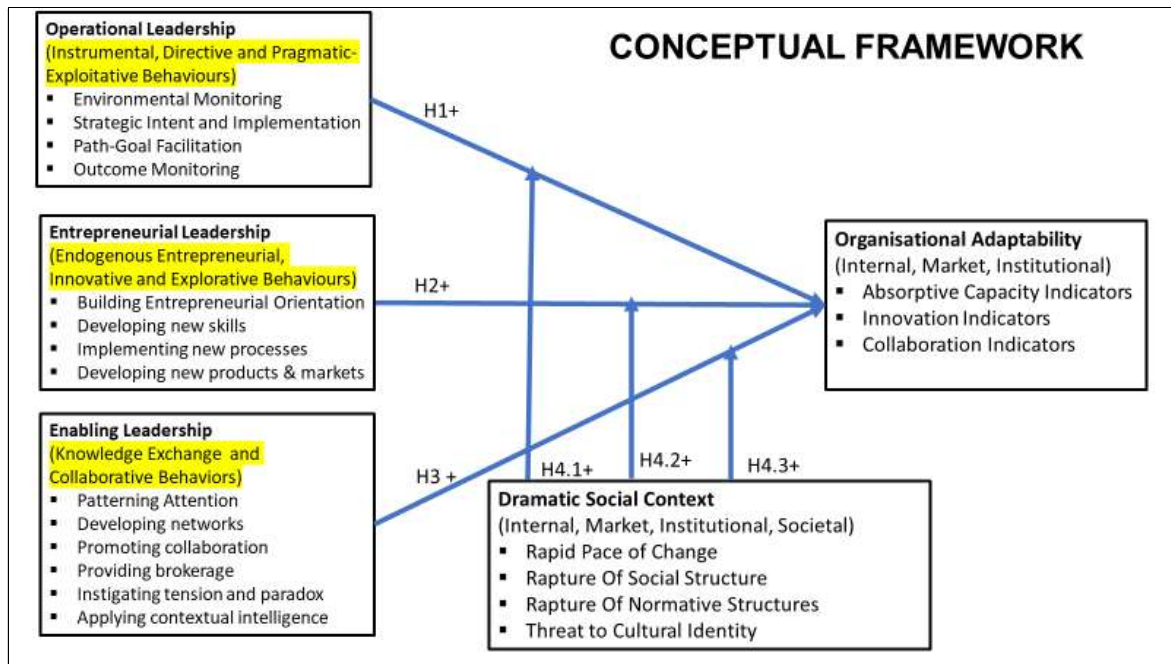 CONCEPTUAL FRAMEWORK
Operational Leadership
(Instrumental, Directive and Pragmatic-
Exploitative Behaviours)
▪ Environmental Monitoring
▪ Strategic Intent and Implementation
▪ Path-Goal Facilitation
▪ Outcome Monitoring
H1+
Entrepreneurial Leadership
(Endogenous Entrepreneurial,
Innovative and Explorative Behaviours)
▪ Building Entrepreneurial Orientation
▪ Developing new skills
▪ Implementing new processes
▪ Developing new products & markets
H2+
Organisational Adaptability
(Internal, Market, Institutional)
▪ Absorptive Capacity Indicators
▪ Innovation Indicators
▪ Collaboration Indicators
Enabling Leadership
(Knowledge Exchange and
Collaborative Behaviors)
▪ Patterning Attention
▪ Developing networks
▪ Promoting collaboration
▪ Providing brokerage
▪ Instigating tension and paradox
▪ Applying contextual intelligence
H3 +
H4.1+
H4.2+
H4.3+
Dramatic Social Context
(Internal, Market, Institutional, Societal)
▪ Rapid Pace of Change
▪ Rapture Of Social Structure
▪ Rapture Of Normative Structures
▪ Threat to Cultural Identity